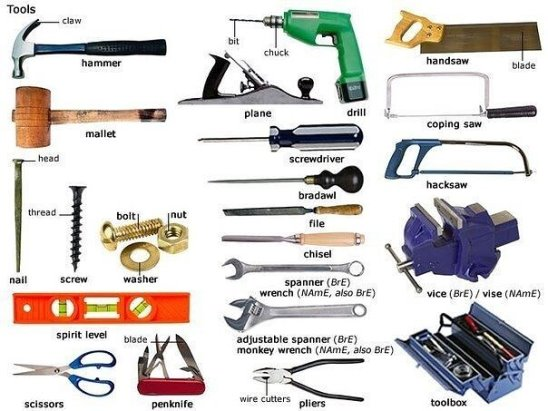 Tools
claw
hammer
bit
chuck
plane
drill
handsaw
blade
mallet
screwdriver
coping saw
head
thread
bolt
nut
nail
screw
washer
bradawl
file
chisel
hacksaw
spanner (BrE)
wrench (NAmE, also BrE)
vice (BrE) / vise (NAmE)
spirit level
adjustable spanner (BrE)
monkey wrench (NAmE, also BrE)
blade
scissors
penknife
wire cutters
pliers
toolbox